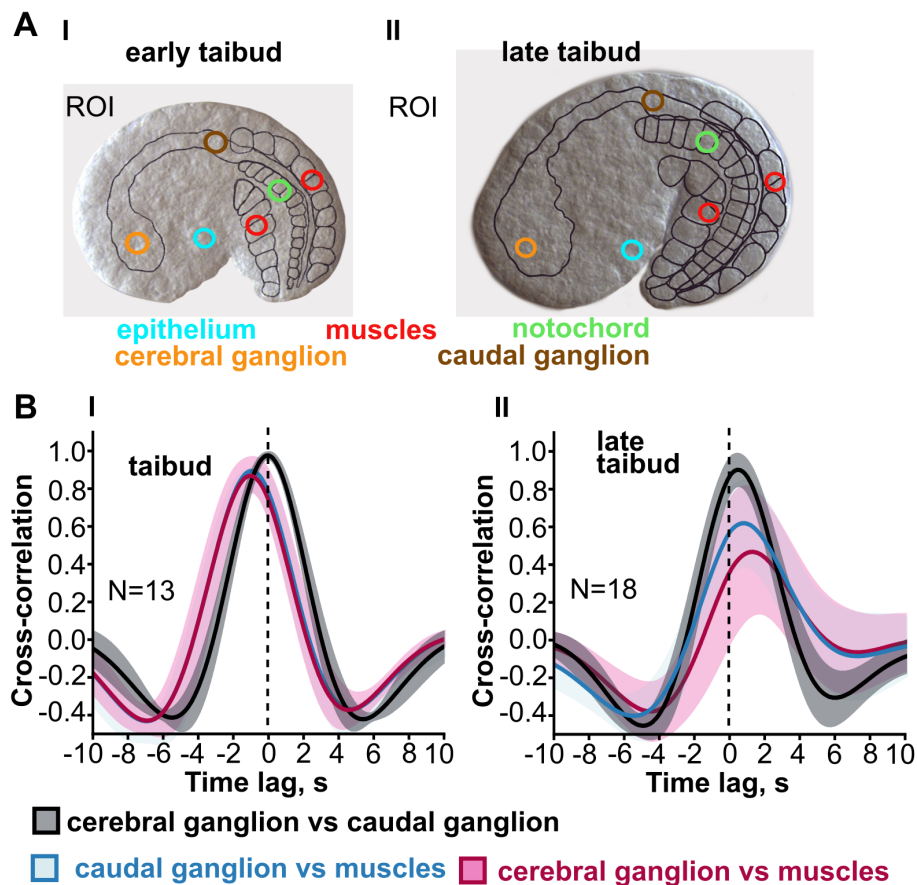 A
I
early taibud
ROI
II
late taibud
ROI
epithelium muscles notochord
cerebral ganglion caudal ganglion
B
I
Cross-correlation
1.0
0.8
0.6
0.4
0.2
0.0
-0.2
-0.4
taibud
N=13
-10 -8 -6 -4 -2 0 2 4 6 8 10
Time lag, s
II
Cross-correlation
1.0
0.8
0.6
0.4
0.2
0.0
-0.2
-0.4
late
taibud
N=18
-10 -8 -6 -4 -2 0 2 4 6 8 10
Time lag, s
cerebral ganglion vs caudal ganglion
caudal ganglion vs muscles cerebral ganglion vs muscles